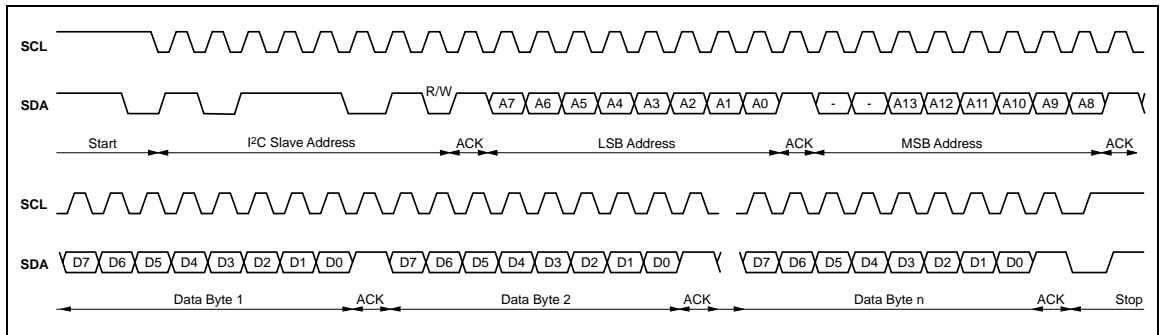 SCL
SDA R/W A7 A6 A5 A4 A3 A2 A1 A0 - - A13 A12 A11 A10 A9 A8
Start I²C Slave Address ACK LSB Address ACK MSB Address ACK
SCL
SDA D7 D6 D5 D4 D3 D2 D1 D0 D7 D6 D5 D4 D3 D2 D1 D0 D7 D6 D5 D4 D3 D2 D1 D0
Data Byte 1 ACK Data Byte 2 ACK Data Byte n ACK Stop